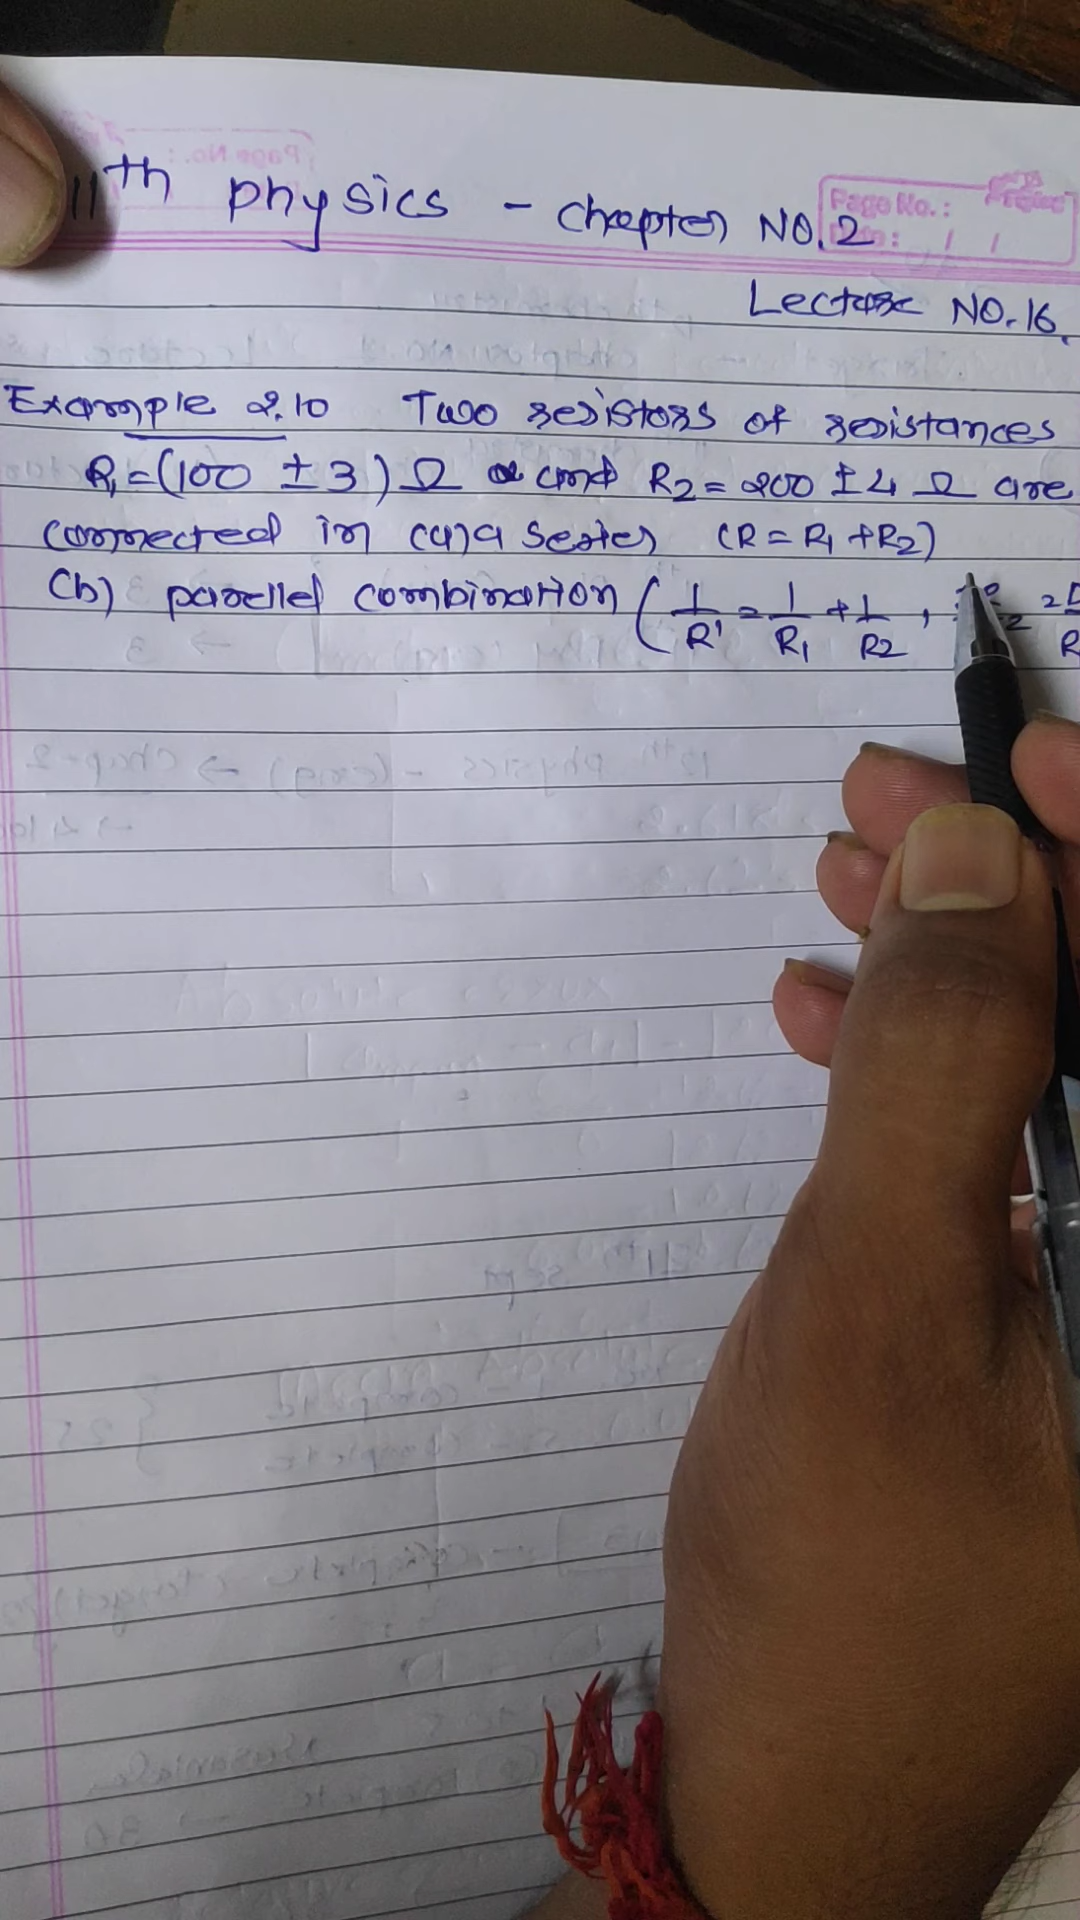 Page No.:
11th physics - chapter NO.2
Lecture NO.16.
Example 2.10 Two resistors of resistances
R1=(100 ± 3)Ω and R2=200 ±4 Ω are
connected in (a) a series (R=R1+R2)
(b) parellel combination (1/R' = 1/R1 + 1/R2,